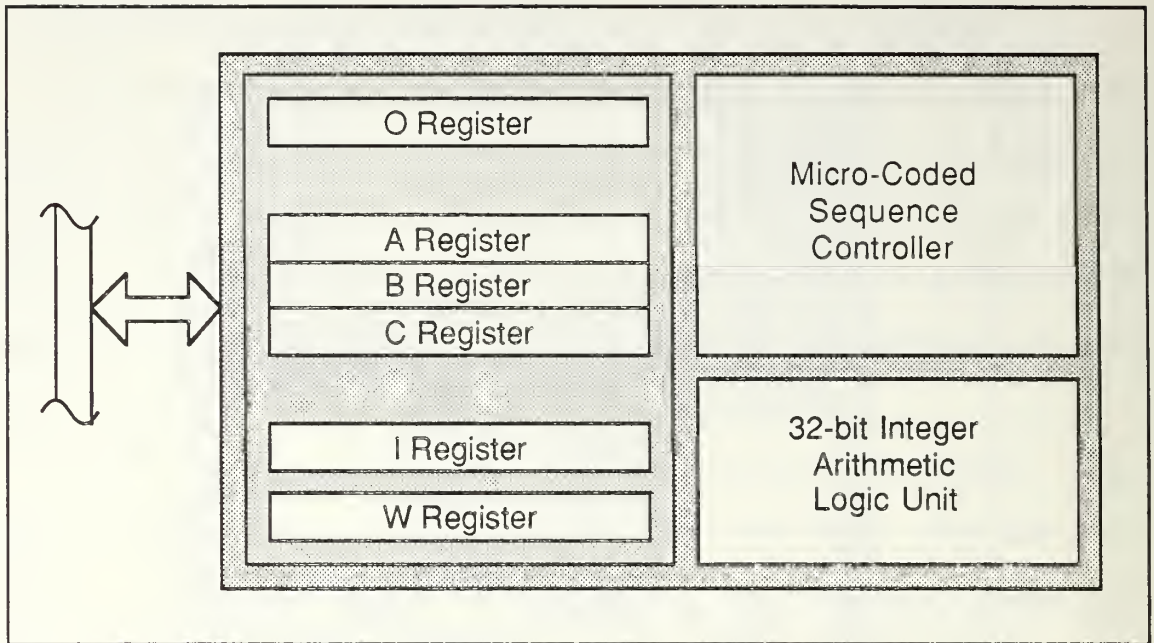 O Register
A Register
B Register
C Register
I Register
W Register
Micro-Coded
Sequence
Controller
32-bit Integer
Arithmetic
Logic Unit